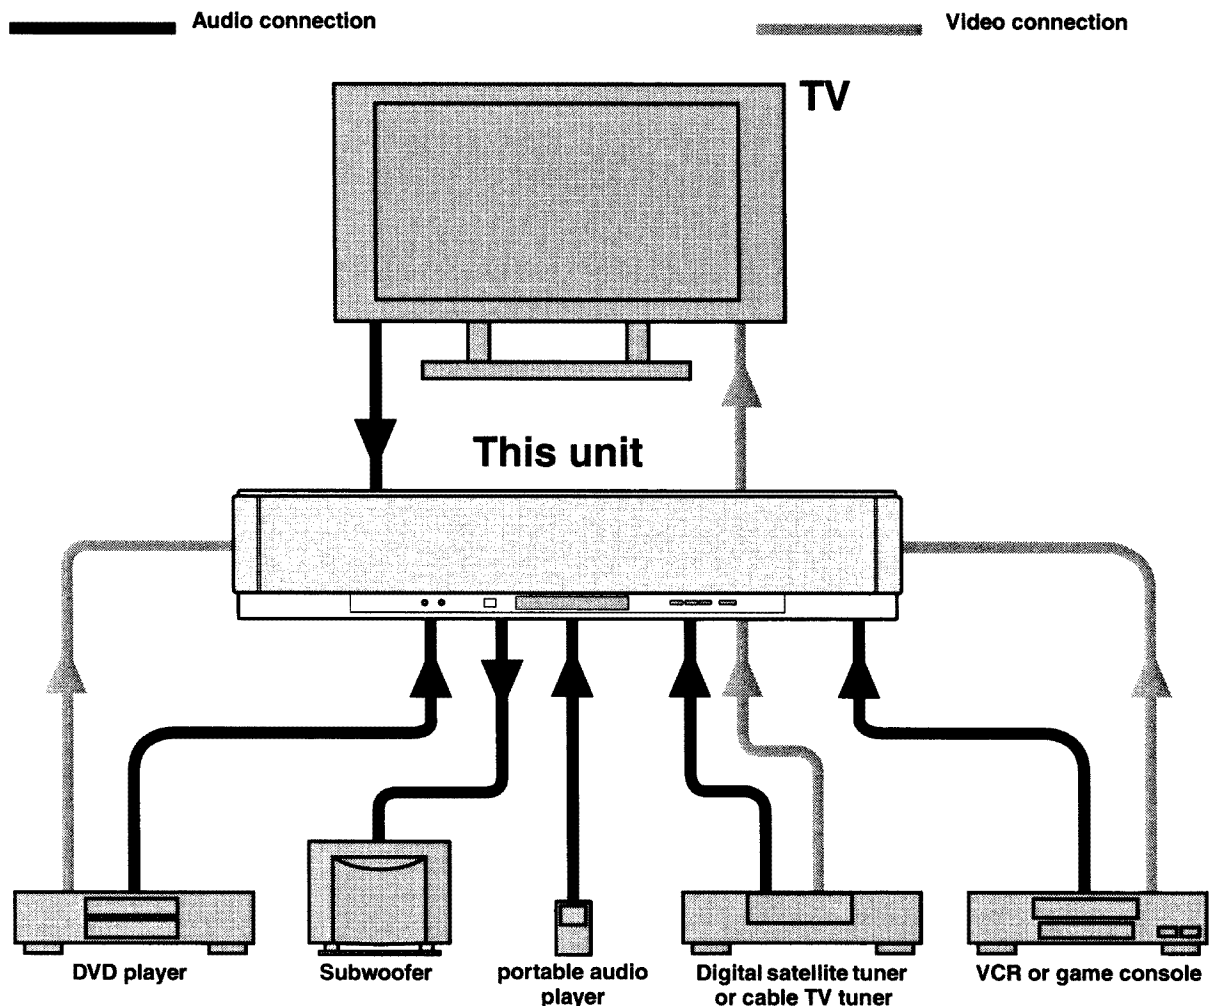 Audio connection
Video connection
TV
This unit
DVD player
Subwoofer
portable audio
player
Digital satellite tuner
or cable TV tuner
VCR or game console